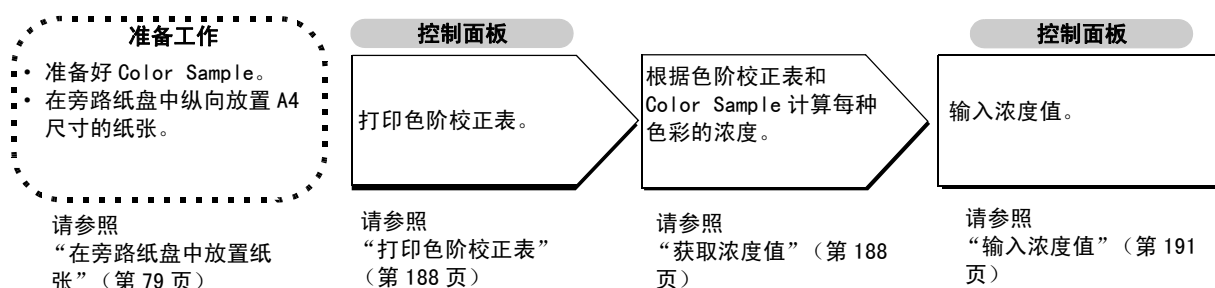 准备工作
• 准备好 Color Sample。
• 在旁路纸盘中纵向放置 A4
尺寸的纸张。
请参照
“在旁路纸盘中放置纸
张”（第 79 页）
控制面板
打印色阶校正表。
请参照
“打印色阶校正表”
（第 188 页）
根据色阶校正表和
Color Sample 计算每种
色彩的浓度。
请参照
“获取浓度值”（第 188
页）
控制面板
输入浓度值。
请参照
“输入浓度值”（第 191
页）